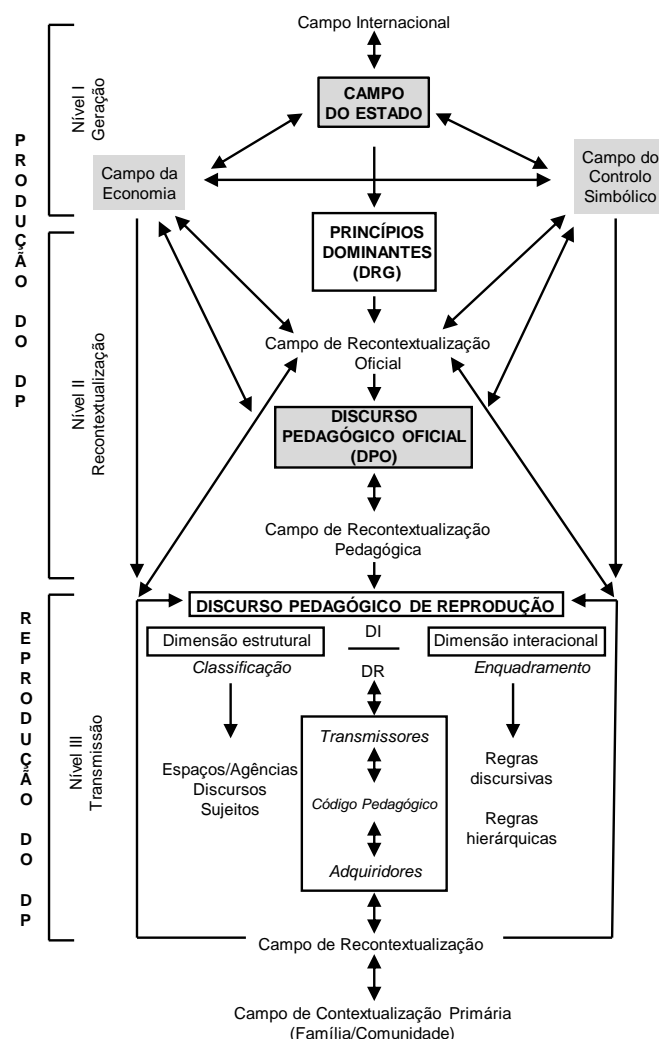 Campo Internacional
CAMPO
DO ESTADO
Nível I
Geração
Campo da
Economia
Campo do
Controlo
Simbólico
PRODUÇÃO DO DP
PRINCÍPIOS
DOMINANTES
(DRG)
Nível II
Recontextualização
Campo de Recontextualização
Oficial
DISCURSO
PEDAGÓGICO OFICIAL
(DPO)
Campo de Recontextualização
Pedagógica
REPRODUÇÃO DO DP
Nível III
Transmissão
DISCURSO PEDAGÓGICO DE REPRODUÇÃO
Dimensão estrutural
Classificação
DI
DR
Dimensão interacional
Enquadramento
Espaços/Agências
Discursos
Sujeitos
Transmissores
Código Pedagógico
Adquiridores
Regras
discursivas
Regras
hierárquicas
Campo de Recontextualização
Campo de Contextualização Primária
(Família/Comunidade)